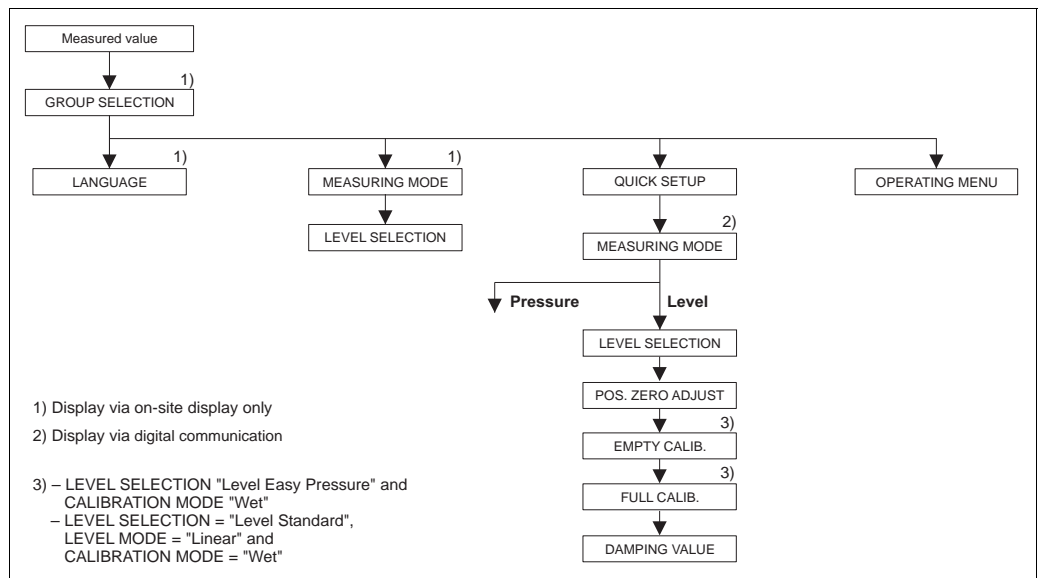 Measured value
1)
GROUP SELECTION
1)
LANGUAGE
1)
MEASURING MODE
QUICK SETUP
OPERATING MENU
LEVEL SELECTION
2)
MEASURING MODE
Pressure
Level
LEVEL SELECTION
POS. ZERO ADJUST
3)
EMPTY CALIB.
3)
FULL CALIB.
DAMPING VALUE
1) Display via on-site display only
2) Display via digital communication
3) – LEVEL SELECTION "Level Easy Pressure" and
CALIBRATION MODE "Wet"
– LEVEL SELECTION = "Level Standard",
LEVEL MODE = "Linear" and
CALIBRATION MODE = "Wet"